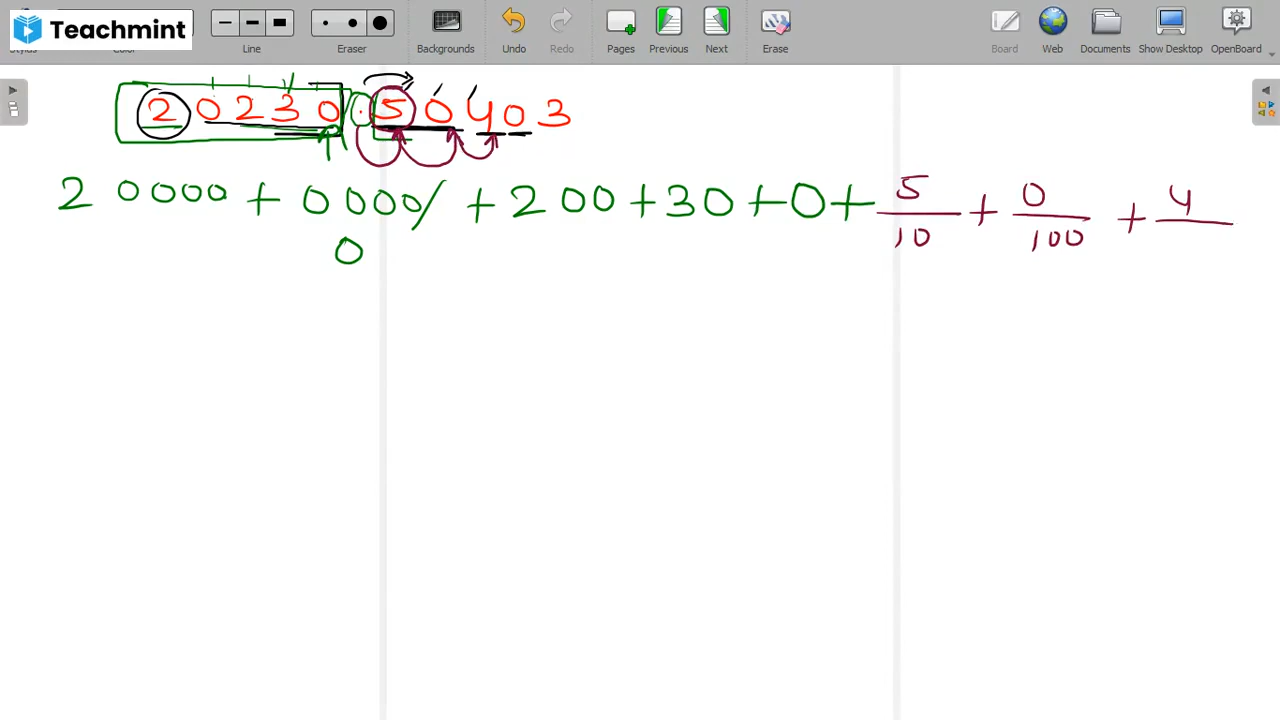 Teachmint
Line Eraser Backgrounds Undo Redo Pages Previous Next Erase Board Web Documents Show Desktop OpenBoard
20230.50403
20000 + 0000 + 200 + 30 + 0 + 5/10 + 0/100 + 4/
0